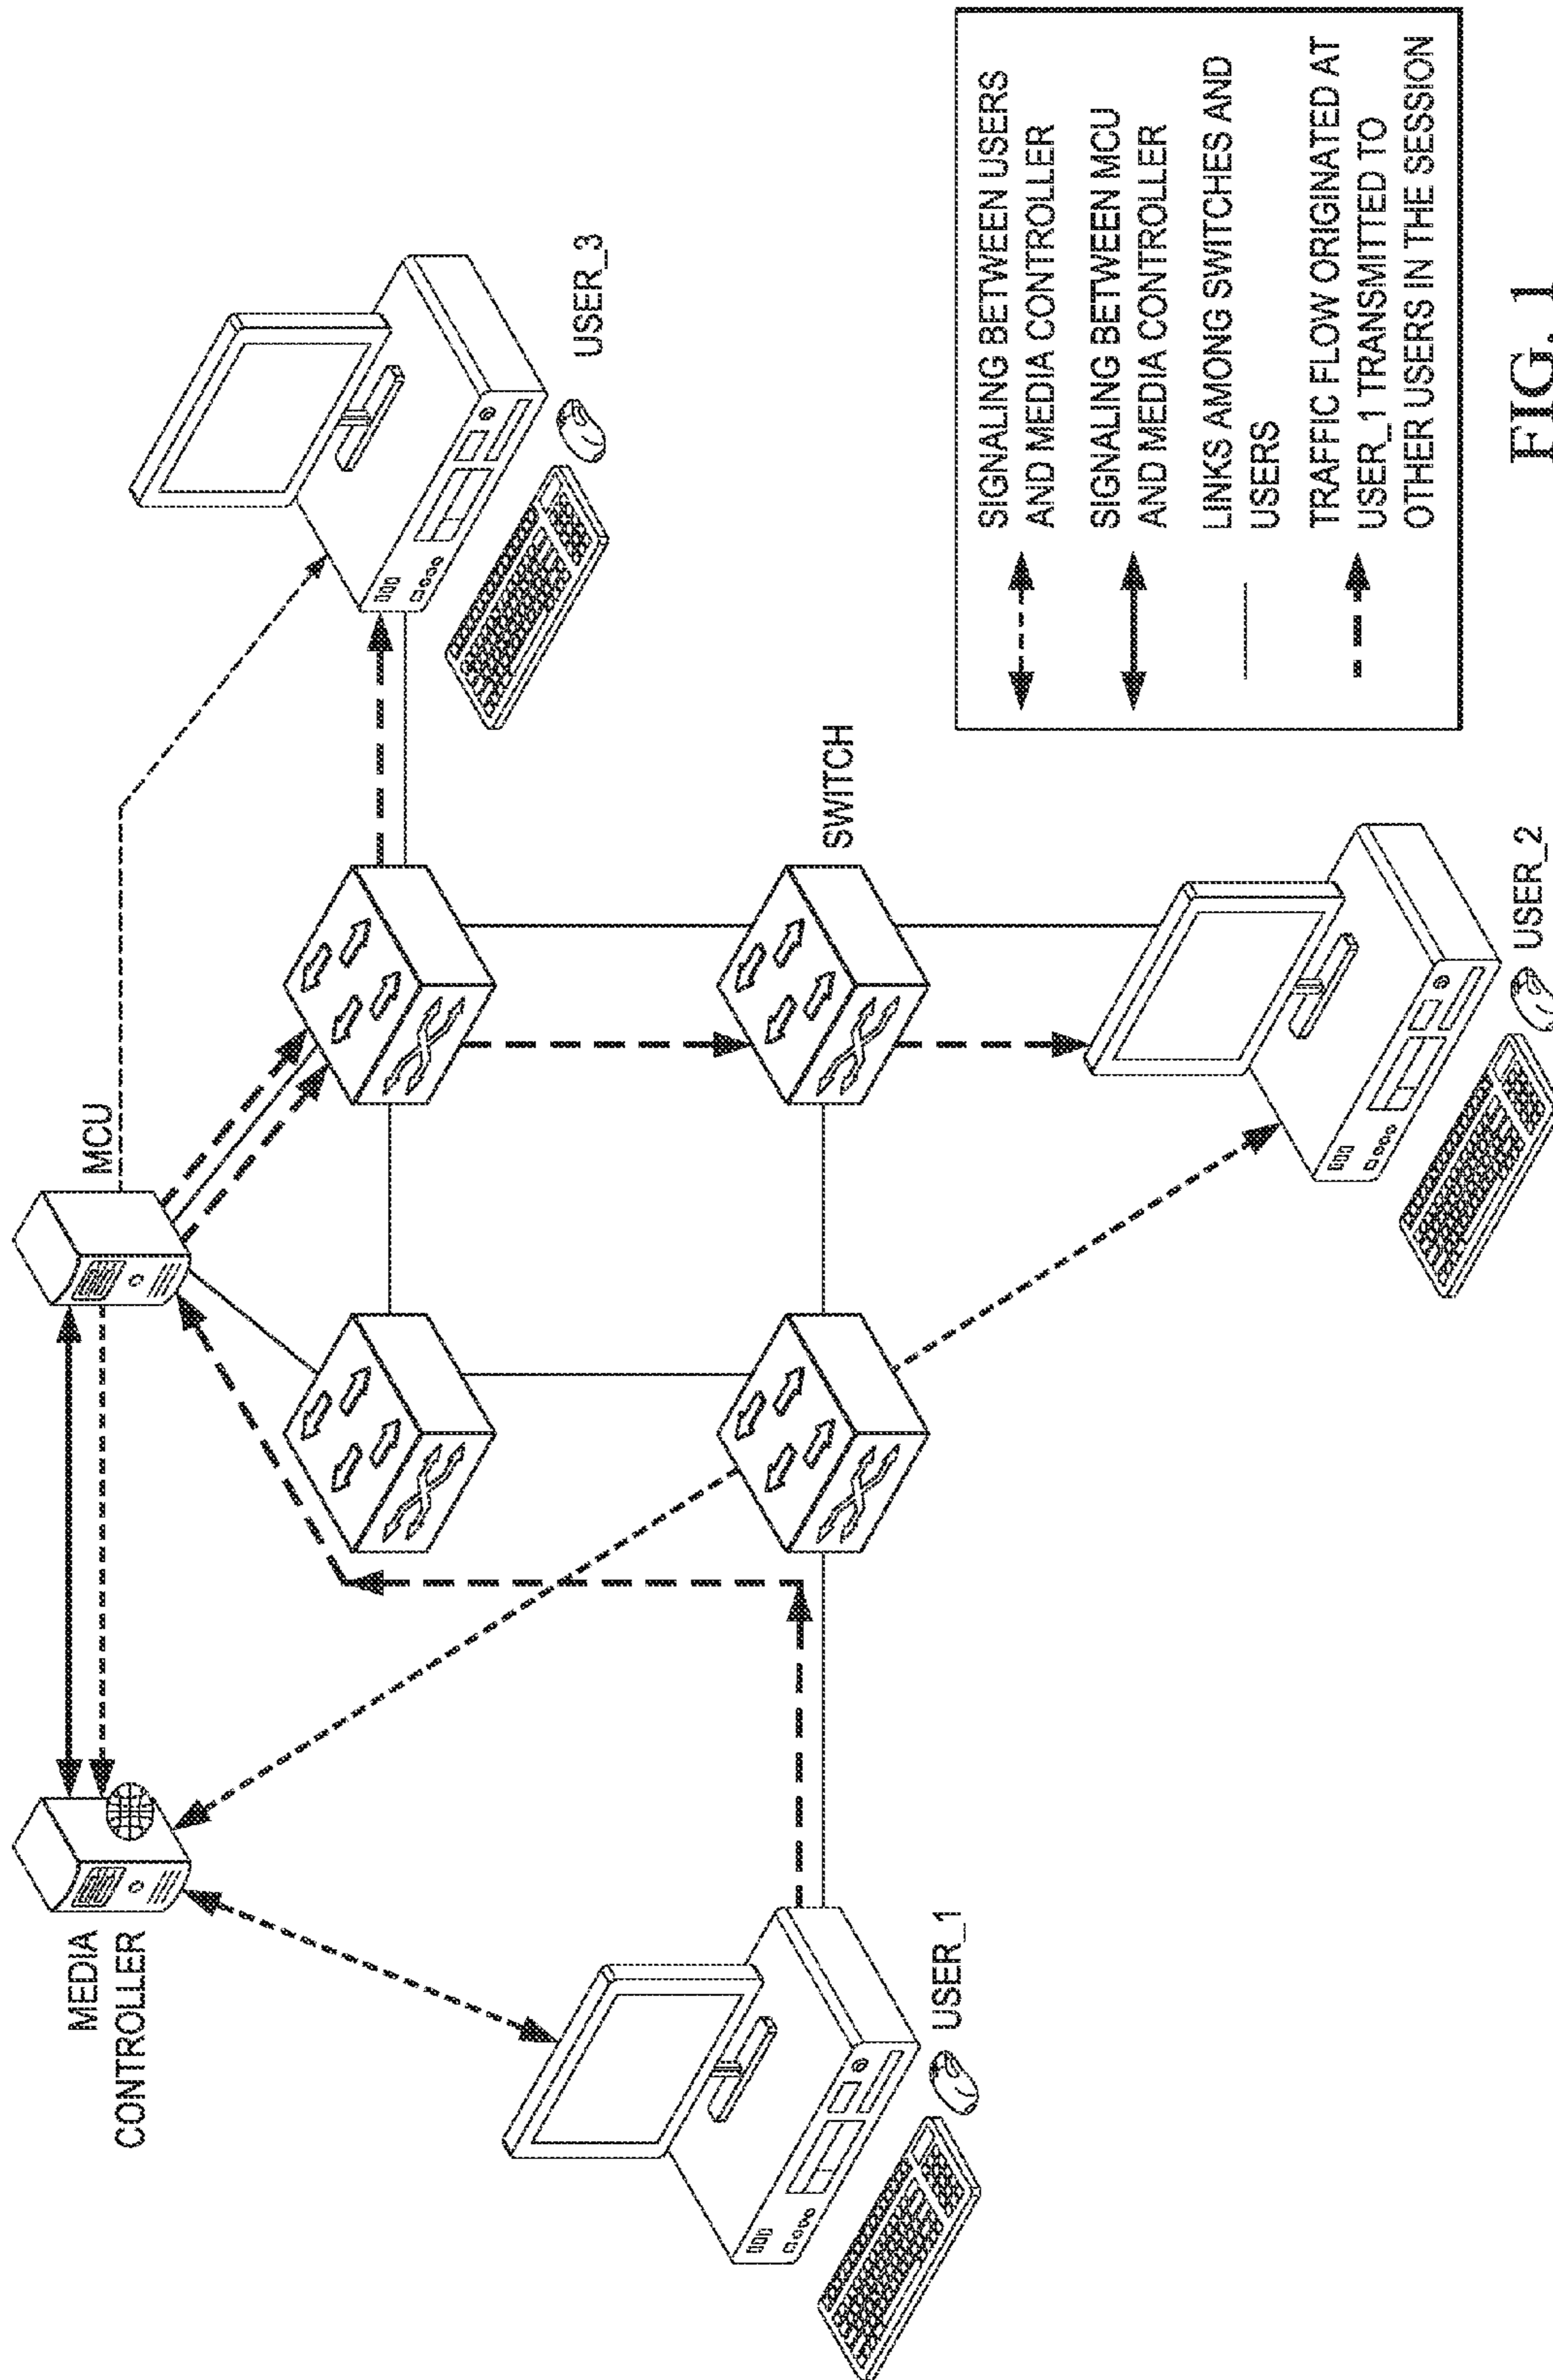 MEDIA
CONTROLLER
MCU
USER_3
SWITCH
USER_1
USER_2
SIGNALING BETWEEN USERS
AND MEDIA CONTROLLER
SIGNALING BETWEEN MCU
AND MEDIA CONTROLLER
LINKS AMONG SWITCHES AND
USERS
TRAFFIC FLOW ORIGINATED AT
USER_1 TRANSMITTED TO
OTHER USERS IN THE SESSION
FIG. 1